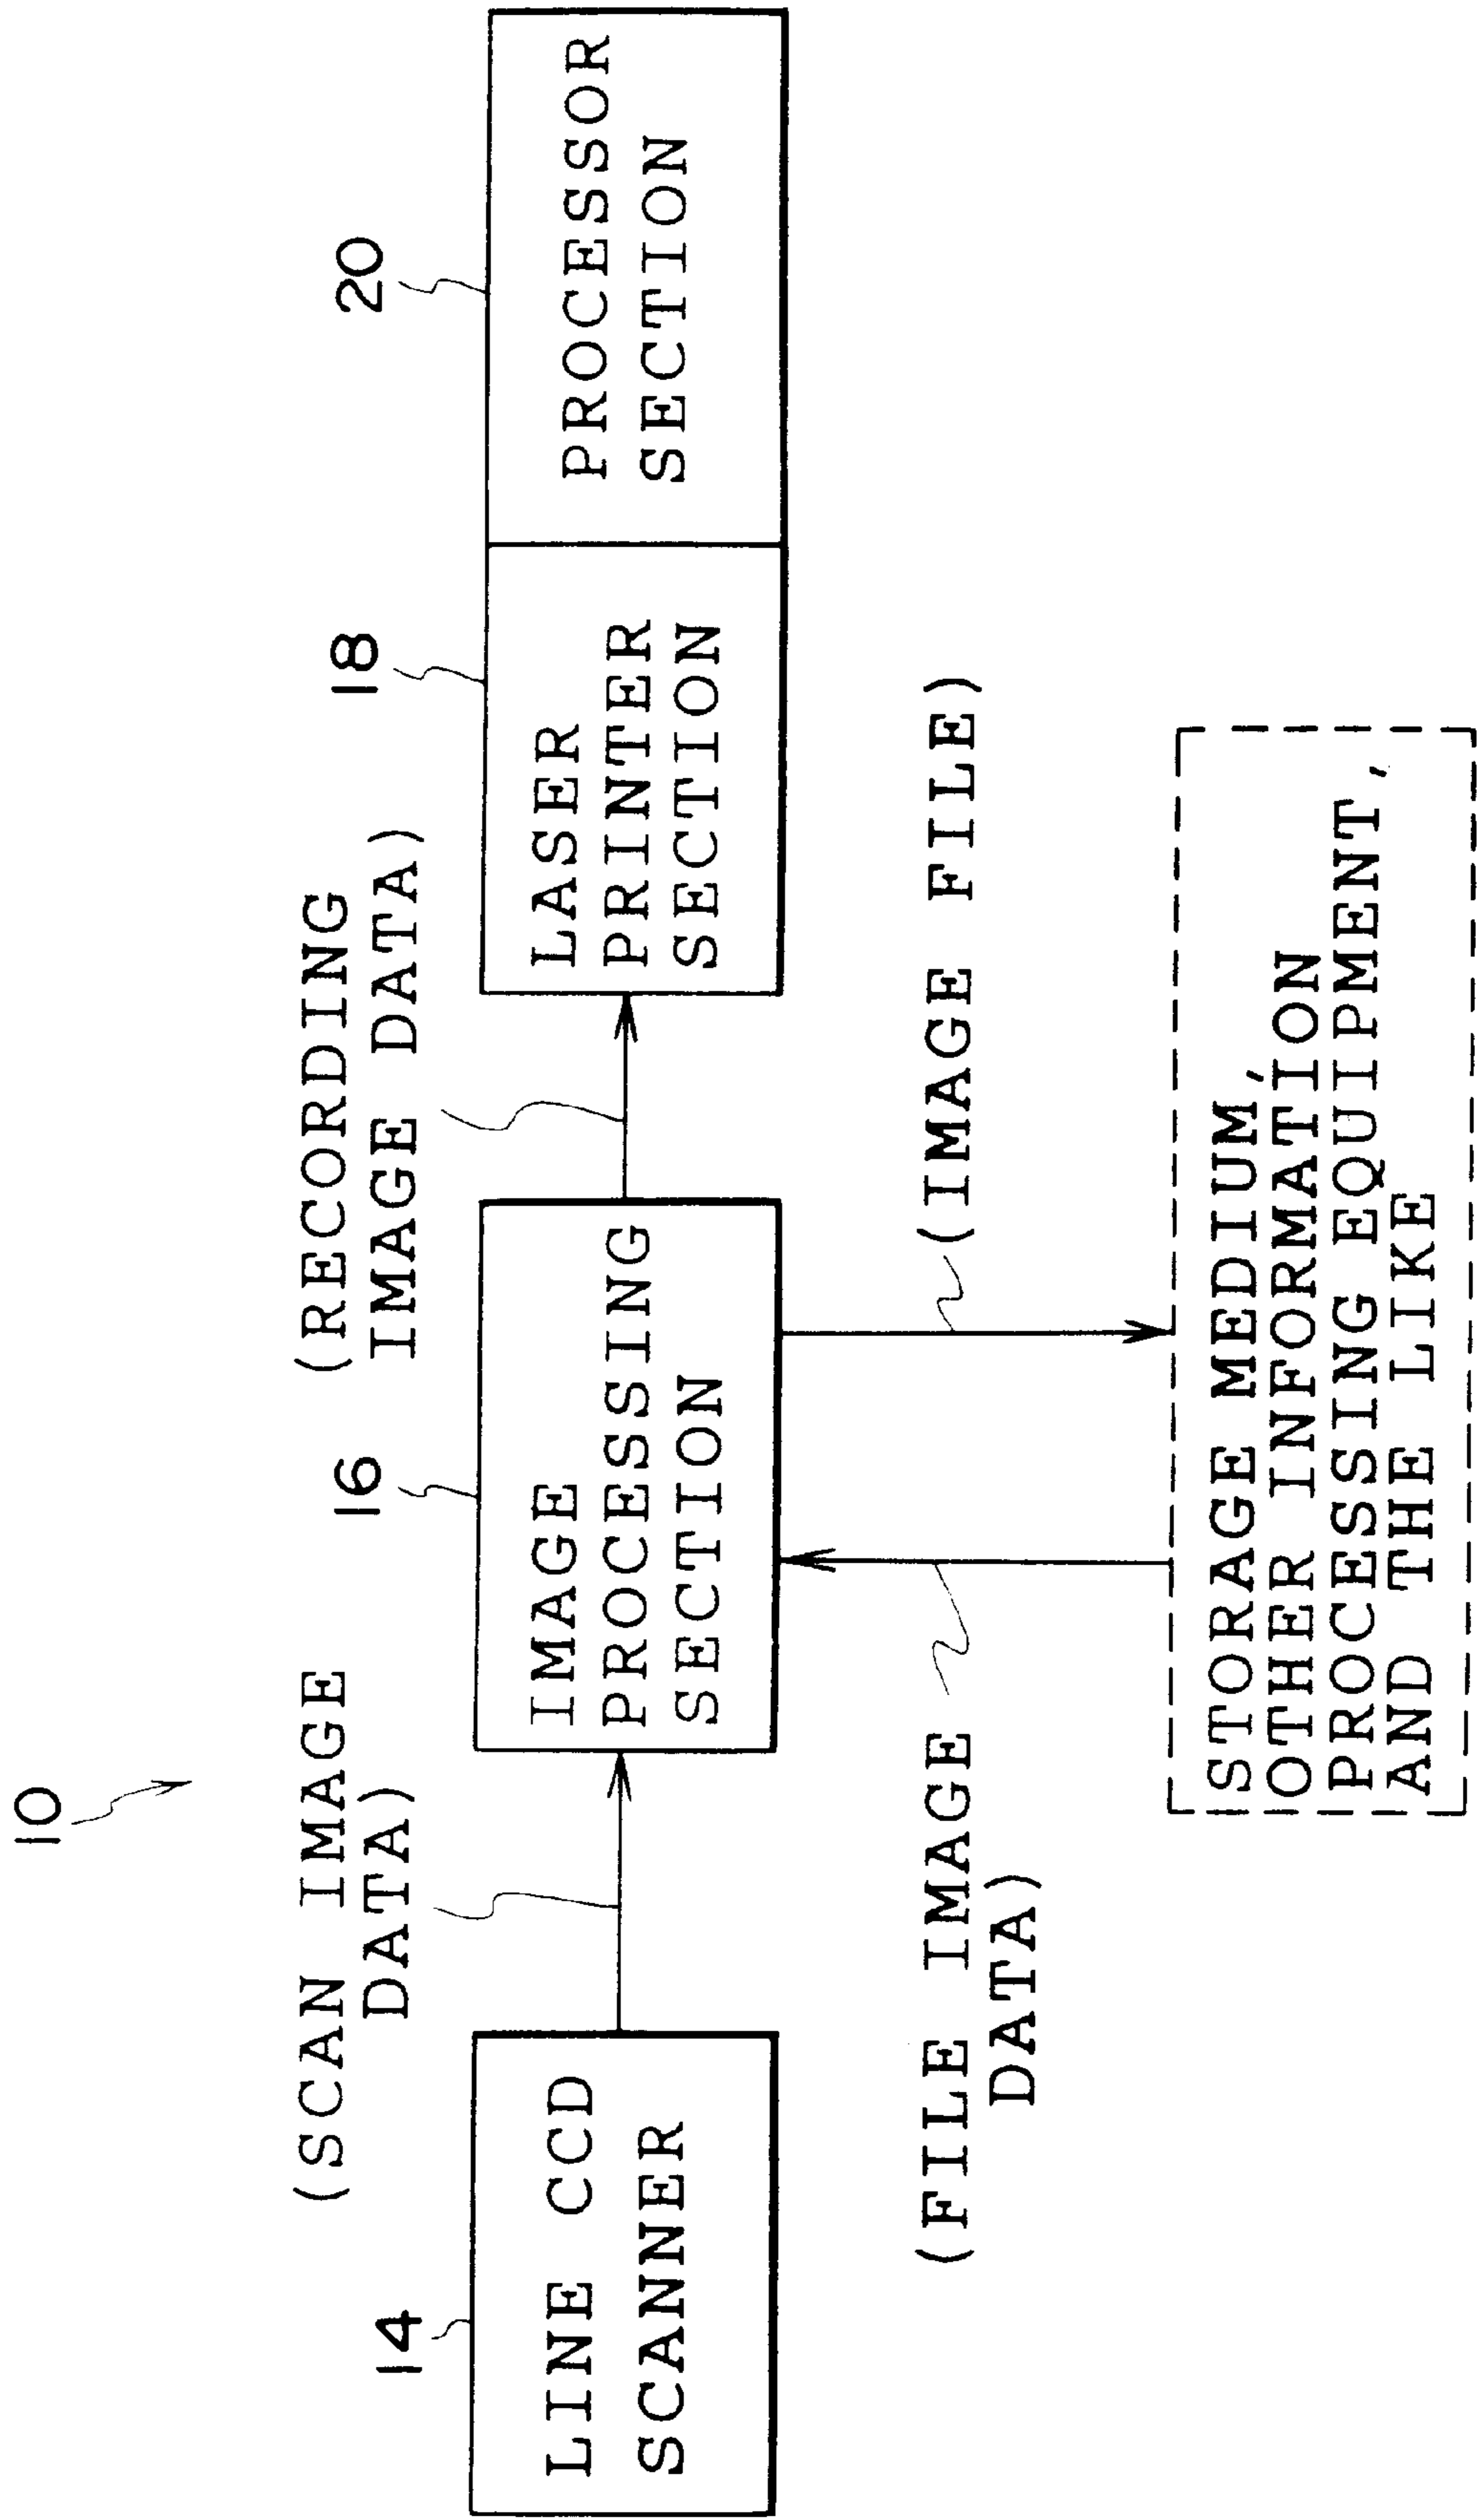 10
(SCAN IMAGE
DATA)
(RECORDING
IMAGE DATA)
14
16
18
20
LINE CCD
SCANNER
IMAGE
PROCESSING
SECTION
LASER
PRINTER
SECTION
PROCESSOR
SECTION
(FILE IMAGE
DATA)
(IMAGE FILE)
STORAGE MEDIUM,
OTHER INFORMATION
PROCESSING EQUIPMENT,
AND THE LIKE